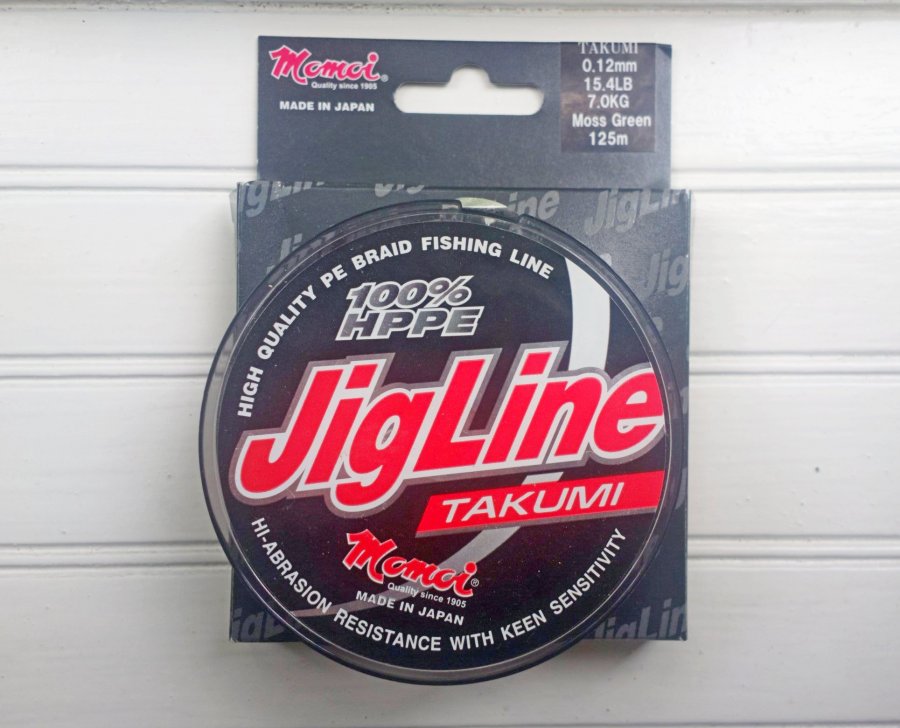 Momoi®
Quality since 1905
MADE IN JAPAN
TAKUMI
0.12mm
15.4LB
7.0KG
Moss Green
125m
JigLine
JigLine
HIGH QUALITY PE BRAID FISHING LINE
100%
HPPE
JigLine
TAKUMI
Momoi®
Quality since 1905
MADE IN JAPAN
HI-ABRASION RESISTANCE WITH KEEN SENSITIVITY